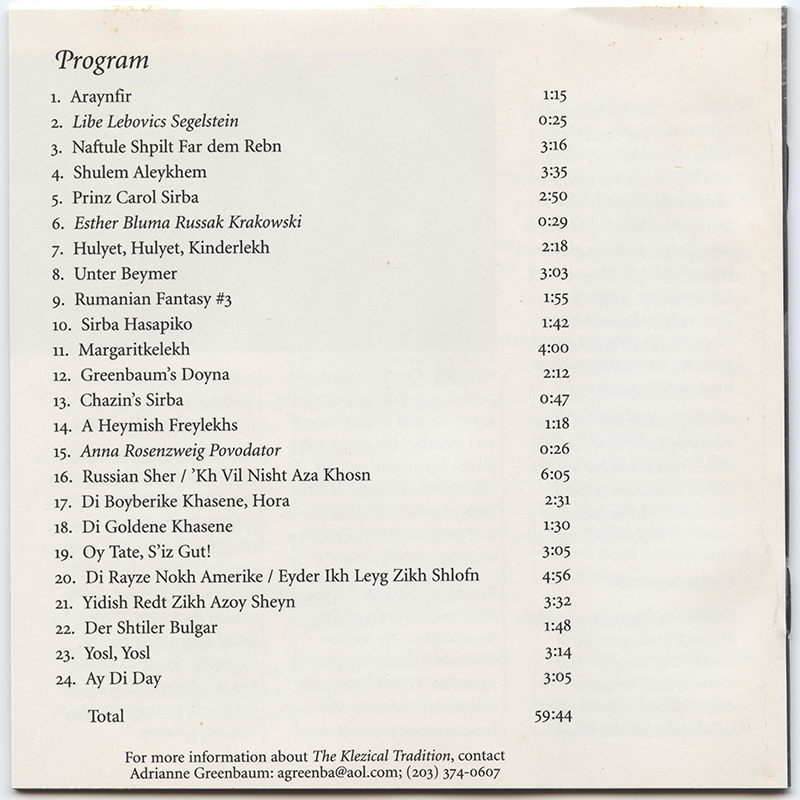 Program
1. Araynfir 1:15
2. Libe Lebovics Segelstein 0:25
3. Naftule Shpilt Far dem Rebn 3:16
4. Shulem Aleykhem 3:35
5. Prinz Carol Sirba 2:50
6. Esther Bluma Russak Krakowski 0:29
7. Hulyet, Hulyet, Kinderlekh 2:18
8. Unter Beymer 3:03
9. Rumanian Fantasy #3 1:55
10. Sirba Hasapiko 1:42
11. Margaritkelekh 4:00
12. Greenbaum's Doyna 2:12
13. Chazin's Sirba 0:47
14. A Heymish Freylekhs 1:18
15. Anna Rosenzweig Povodator 0:26
16. Russian Sher / 'Kh Vil Nisht Aza Khosn 6:05
17. Di Boyberike Khasene, Hora 2:31
18. Di Goldene Khasene 1:30
19. Oy Tate, S'iz Gut! 3:05
20. Di Rayze Nokh Amerike / Eyder Ikh Leyg Zikh Shlofn 4:56
21. Yidish Redt Zikh Azoy Sheyn 3:32
22. Der Shtiler Bulgar 1:48
23. Yosl, Yosl 3:14
24. Ay Di Day 3:05
Total 59:44
For more information about The Klezical Tradition, contact
Adrianne Greenbaum: agreenba@aol.com; (203) 374-0607